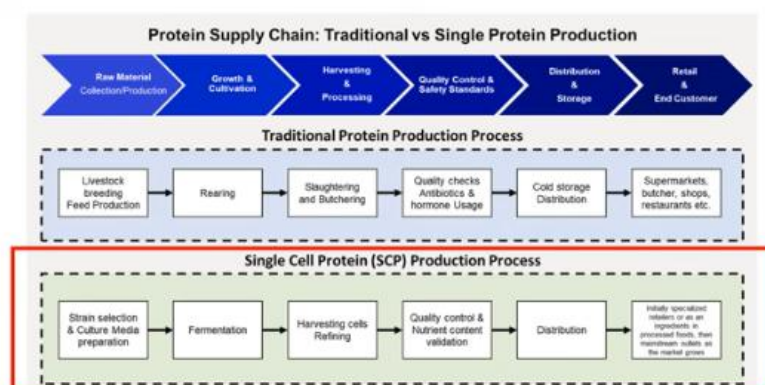 Protein Supply Chain: Traditional vs Single Protein Production
Raw Material
Collection/Production
Growth &
Cultivation
Harvesting
&
Processing
Quality Control &
Safety Standards
Distribution
&
Storage
Retail
&
End Customer
Traditional Protein Production Process
Livestock
breeding
Feed Production
Rearing
Slaughtering
and Butchering
Quality checks
Antibiotics &
hormone Usage
Cold storage
Distribution
Supermarkets,
butcher, shops,
restaurants etc.
Single Cell Protein (SCP) Production Process
Strain selection
& Culture Media
preparation
Fermentation
Harvesting cells
Refining
Quality control &
Nutrient content
validation
Distribution
Initially specialized
retailers or as an
ingredients in
processed foods, then
mainstream outlets as
the market grows